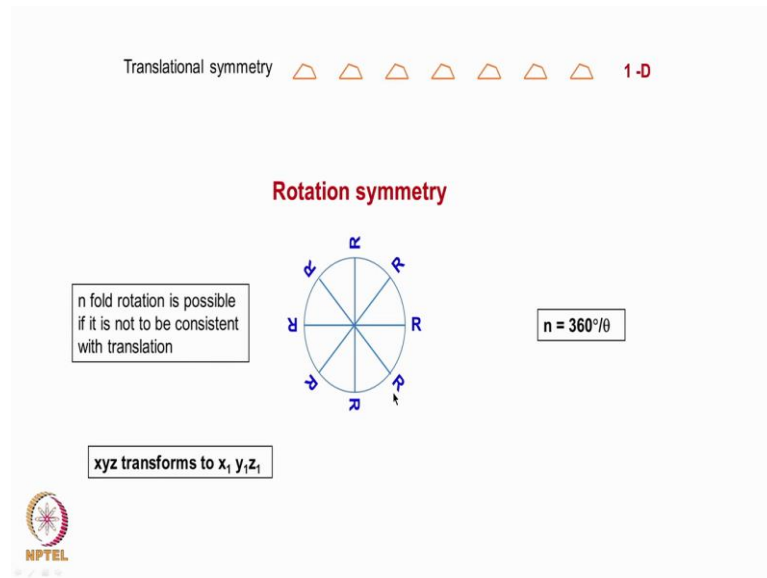 Translational symmetry 1 -D
Rotation symmetry
R
R R
n fold rotation is possible
if it is not to be consistent
with translation
R R
n = 360°/θ
R R
R
xyz transforms to x₁ y₁z₁
NPTEL